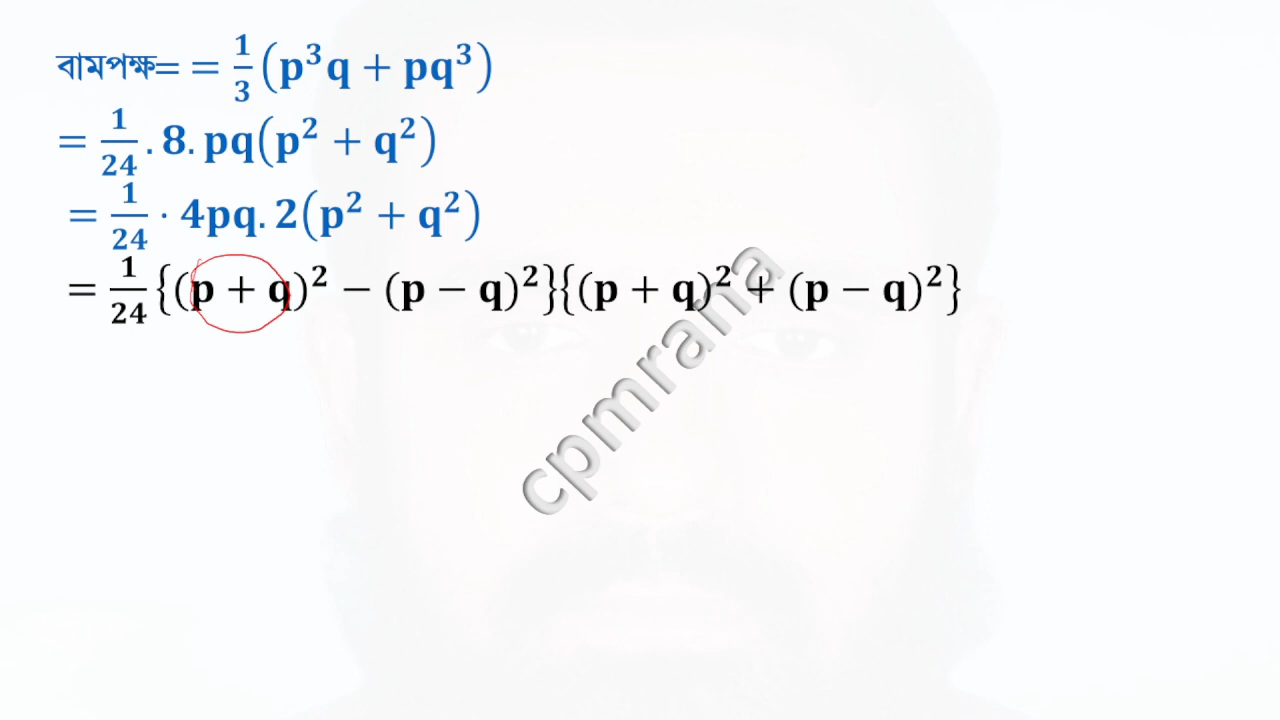 বামপক্ষ= = 1/3 (p³q + pq³)
= 1/24 . 8. pq(p² + q²)
= 1/24 · 4pq. 2(p² + q²)
= 1/24 {(p + q)² − (p − q)²}{(p + q)² + (p − q)²}
cpmrana